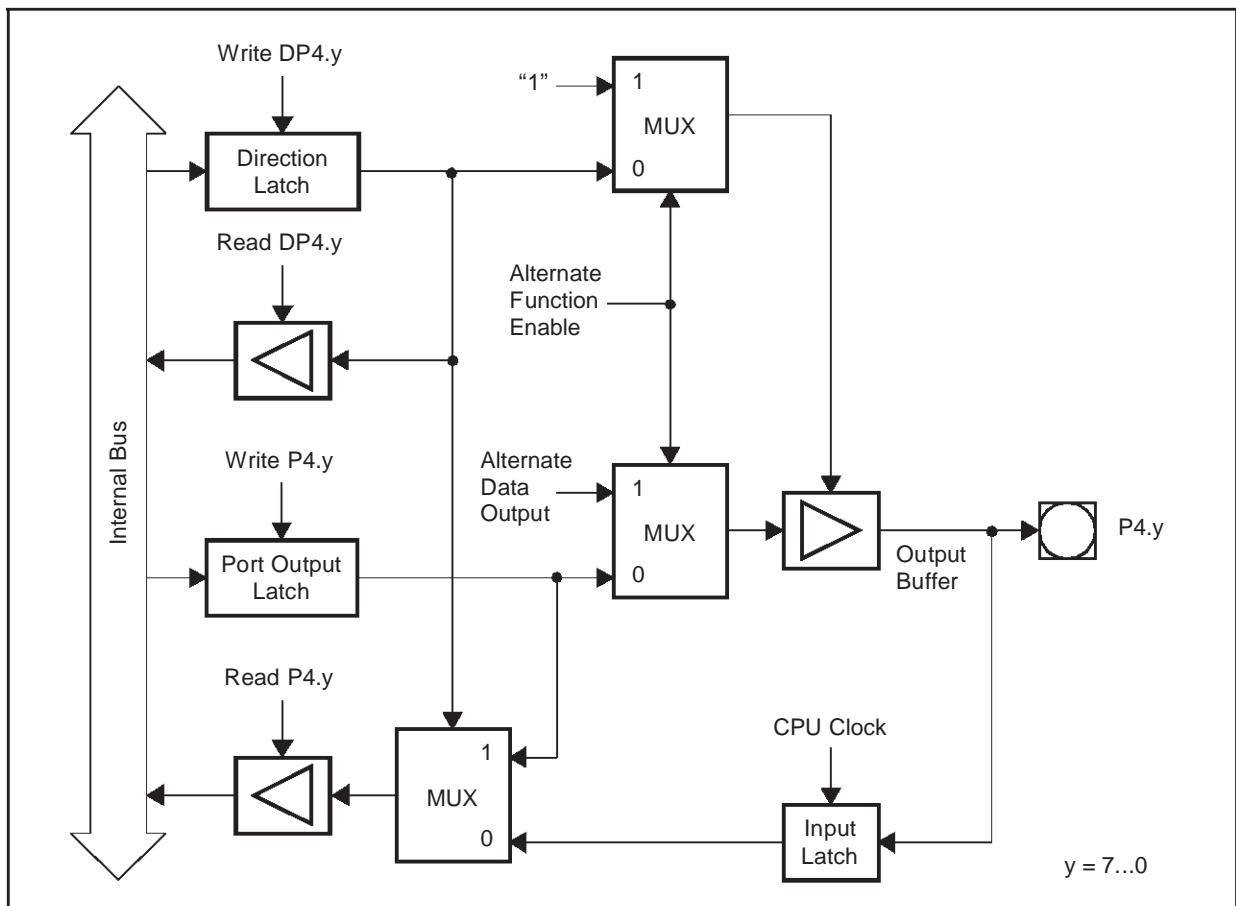 Write DP4.y
“1”
1
MUX
0
Direction
Latch
Read DP4.y
Alternate
Function
Enable
Internal Bus
Write P4.y
Alternate
Data
Output
1
MUX
0
P4.y
Output
Buffer
Port Output
Latch
Read P4.y
CPU Clock
1
MUX
0
Input
Latch
y = 7...0